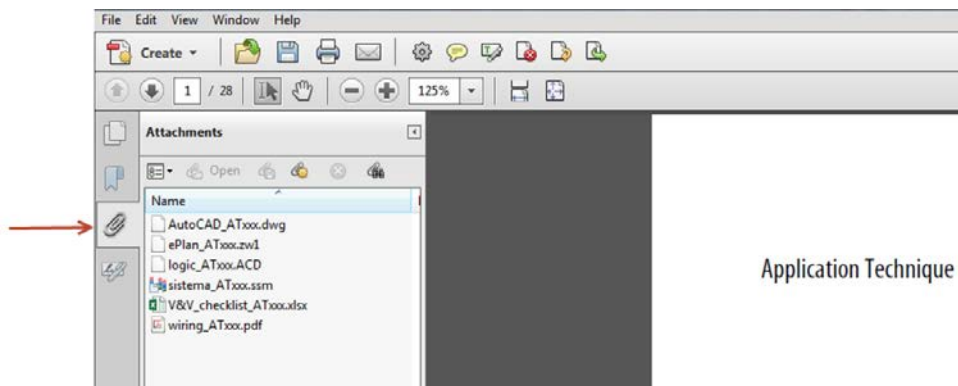 File Edit View Window Help
Create
1 / 28 125%
Attachments
Open
Name
AutoCAD_ATxxx.dwg
ePlan_ATxxx.zw1
logic_ATxxx.ACD
sistema_ATxxx.ssm
V&V_checklist_ATxxx.xlsx
wiring_ATxxx.pdf
Application Technique